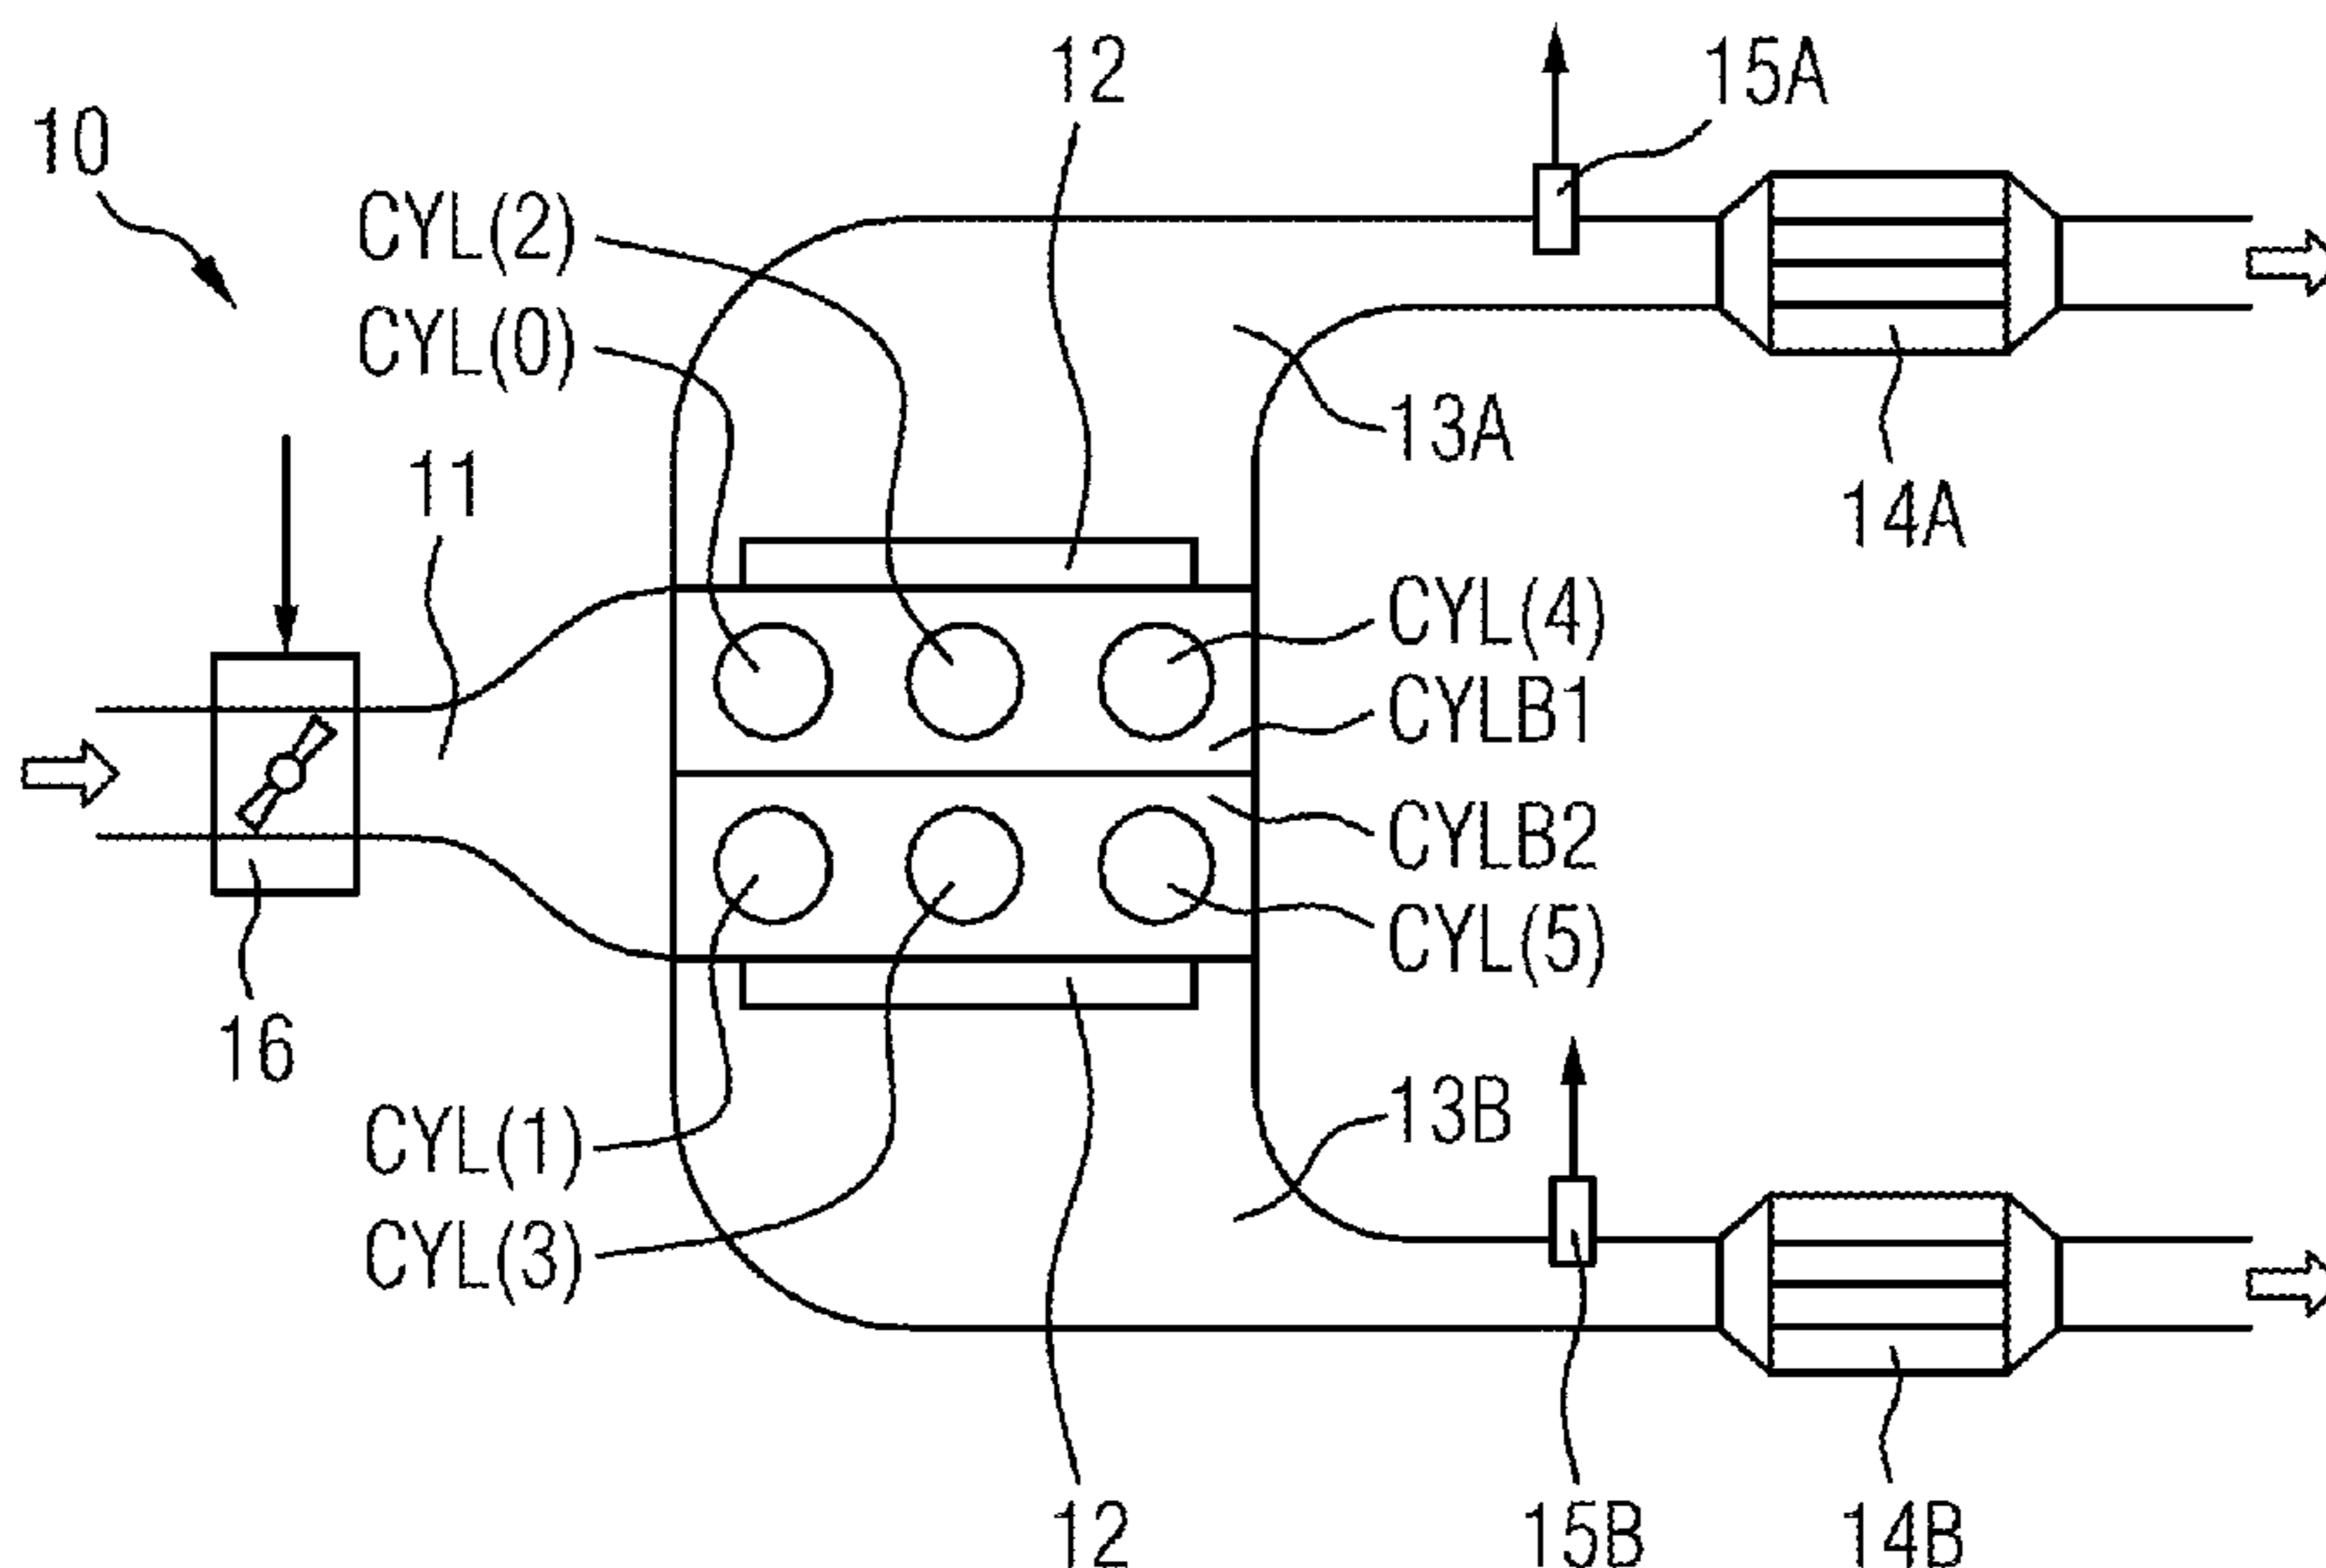 12
15A
10
CYL(2)
CYL(0)
13A
11
14A
CYL(4)
CYLB1
CYLB2
CYL(5)
16
13B
CYL(1)
CYL(3)
12
15B
14B